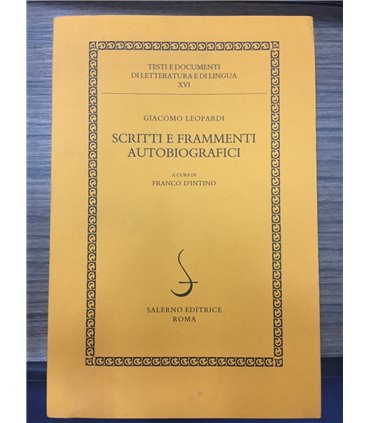 TESTI E DOCUMENTI
DI LETTERATURA E DI LINGUA
XVI
GIACOMO LEOPARDI
SCRITTI E FRAMMENTI
AUTOBIOGRAFICI
A CURA DI
FRANCO D'INTINO
SALERNO EDITRICE
ROMA